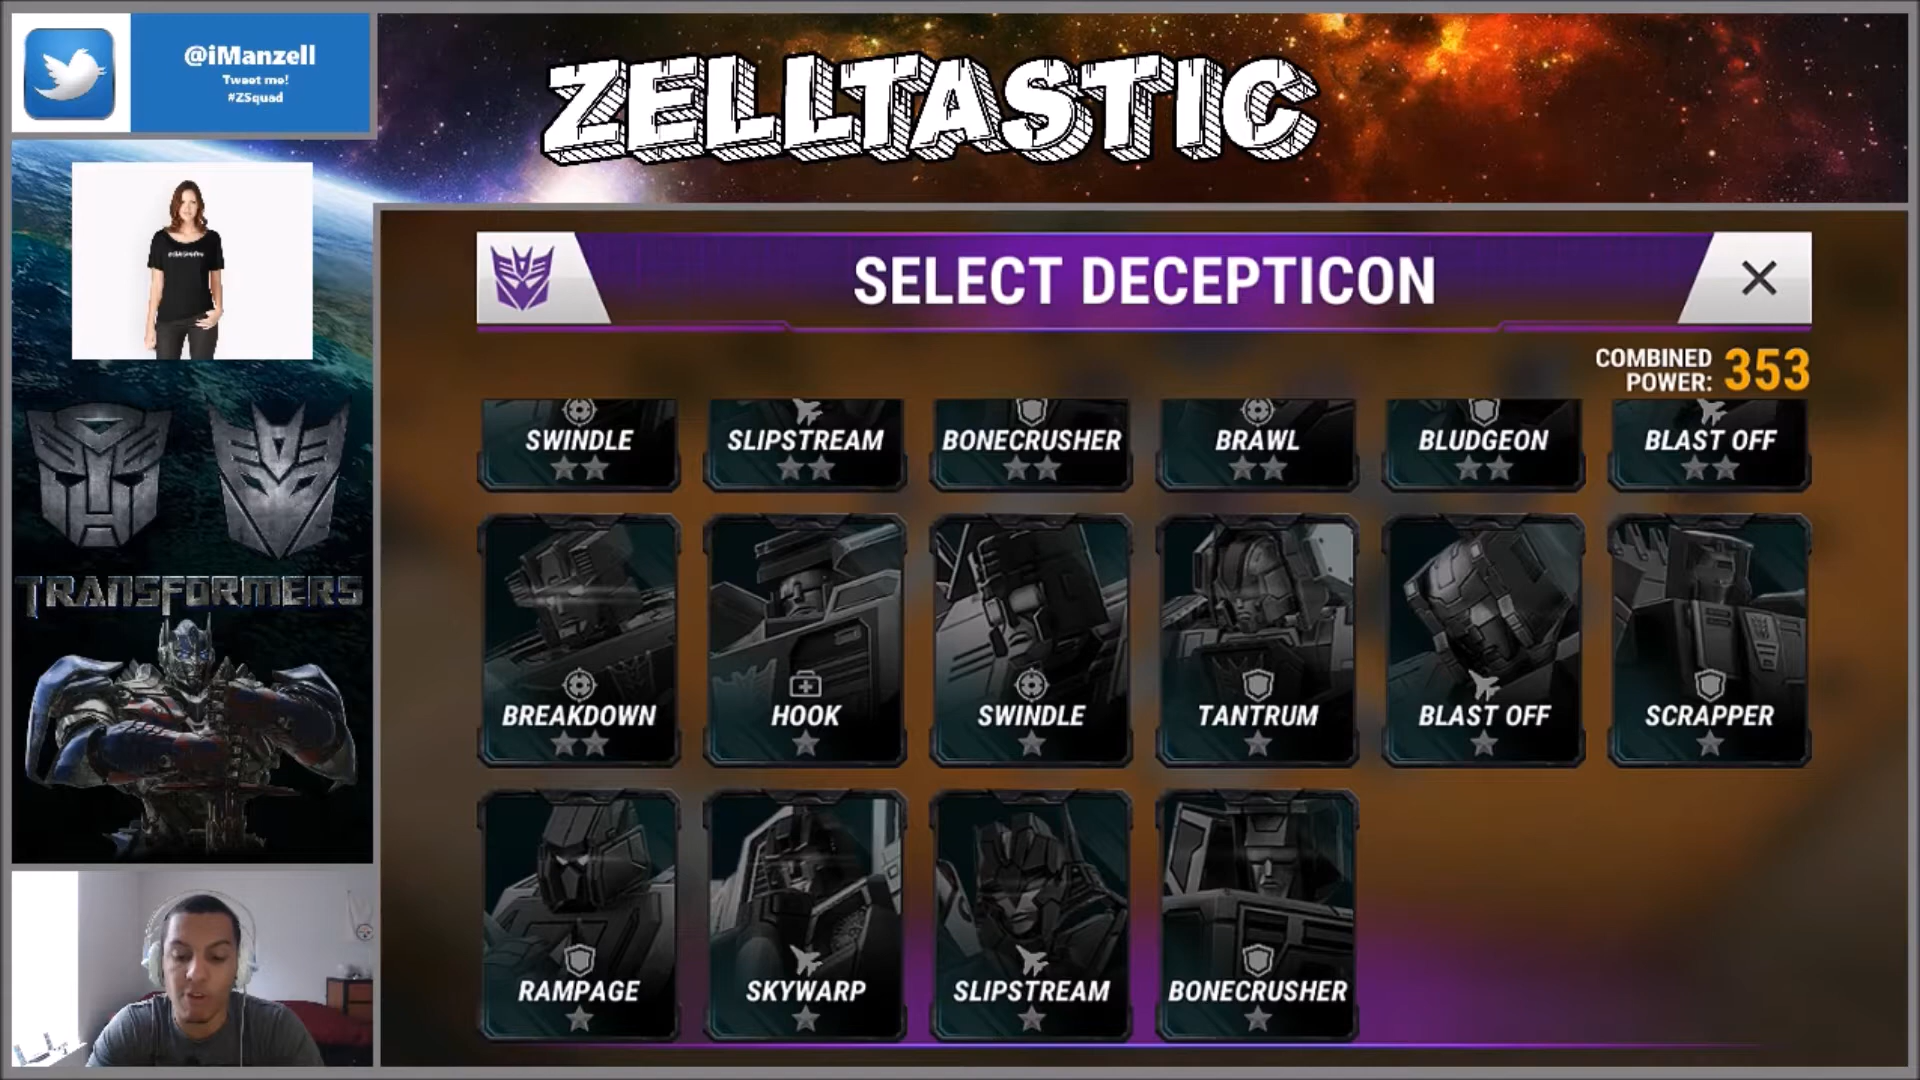 @iManzell
Tweet me!
#ZSquad
ZELLTASTIC
SELECT DECEPTICON
COMBINED
POWER: 353
SWINDLE
SLIPSTREAM
BONECRUSHER
BRAWL
BLUDGEON
BLAST OFF
BREAKDOWN
HOOK
SWINDLE
TANTRUM
BLAST OFF
SCRAPPER
RAMPAGE
SKYWARP
SLIPSTREAM
BONECRUSHER
TRANSFORMERS